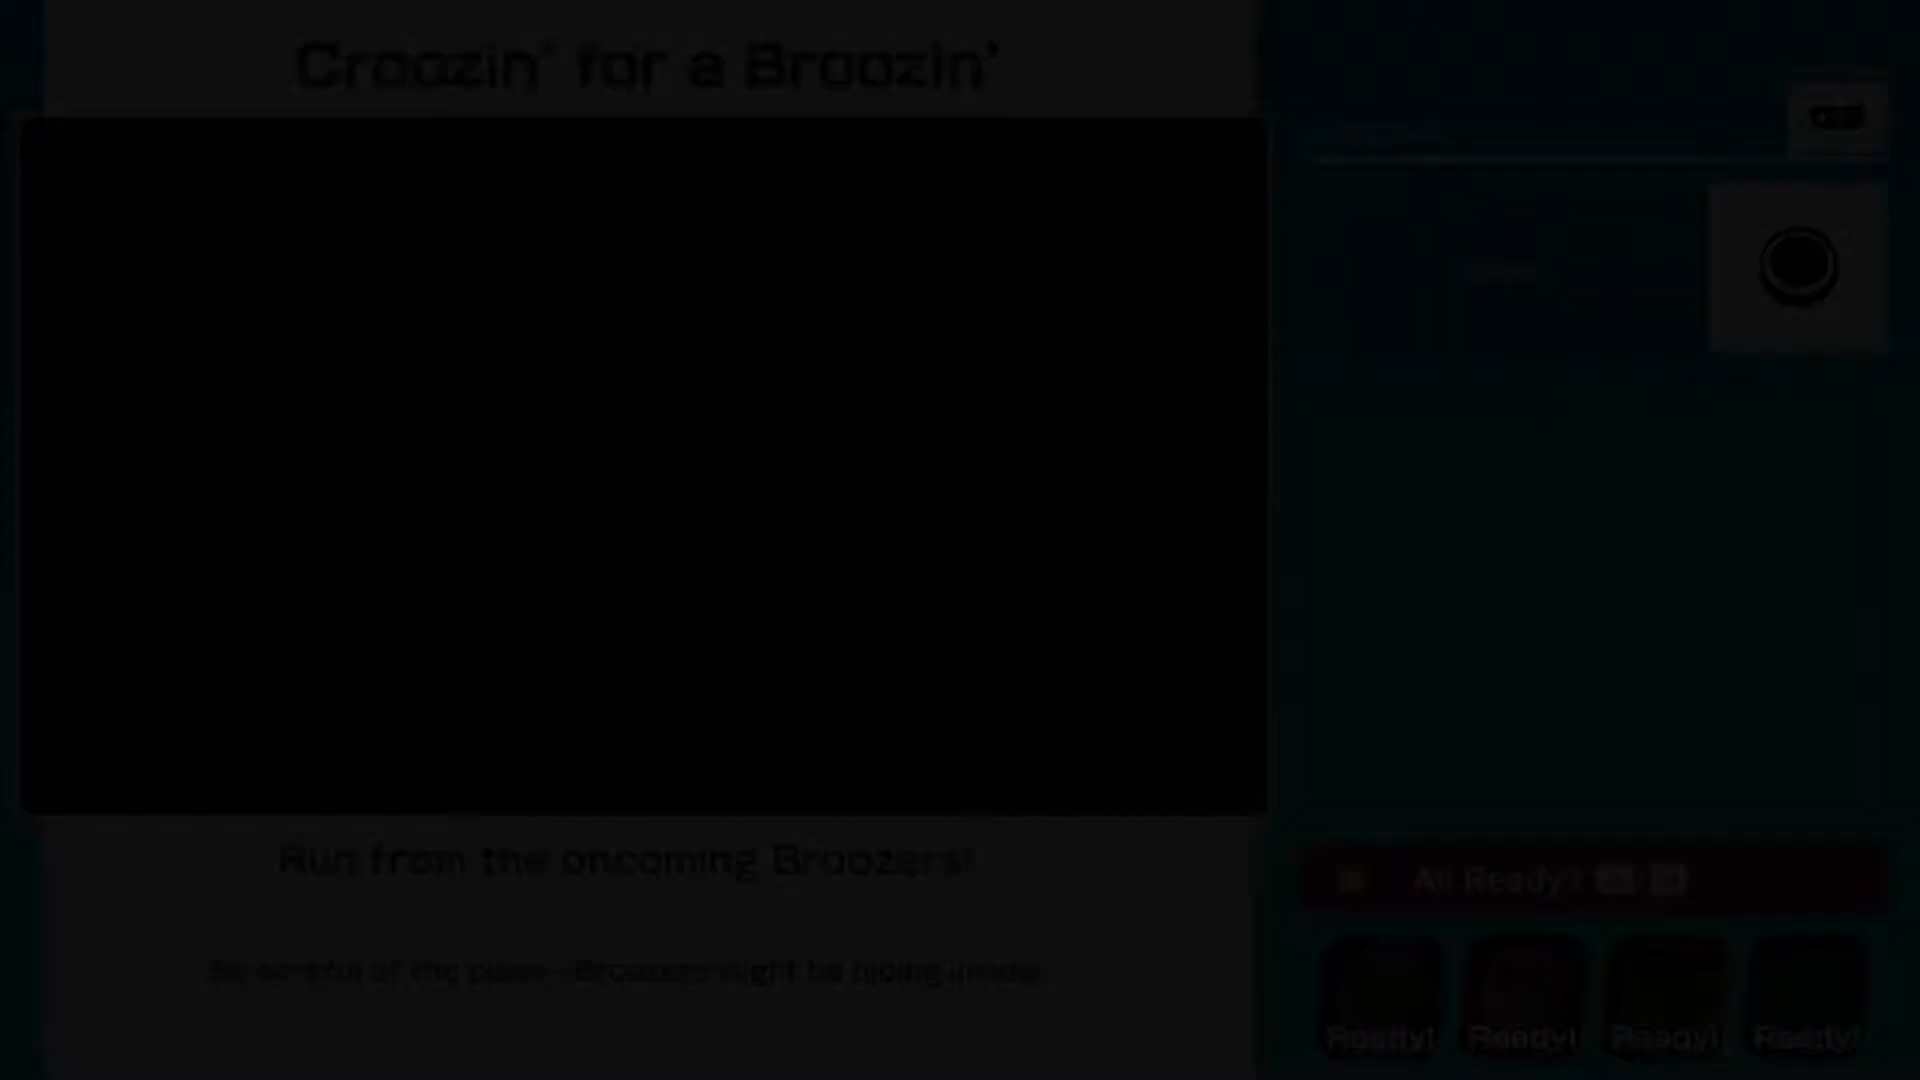 Croozin' for a Broozin'
Run from the oncoming Broozers!
Be careful of the pipes—Broozers might be hiding inside.
All Ready?
Ready!
Ready!
Ready!
Ready!